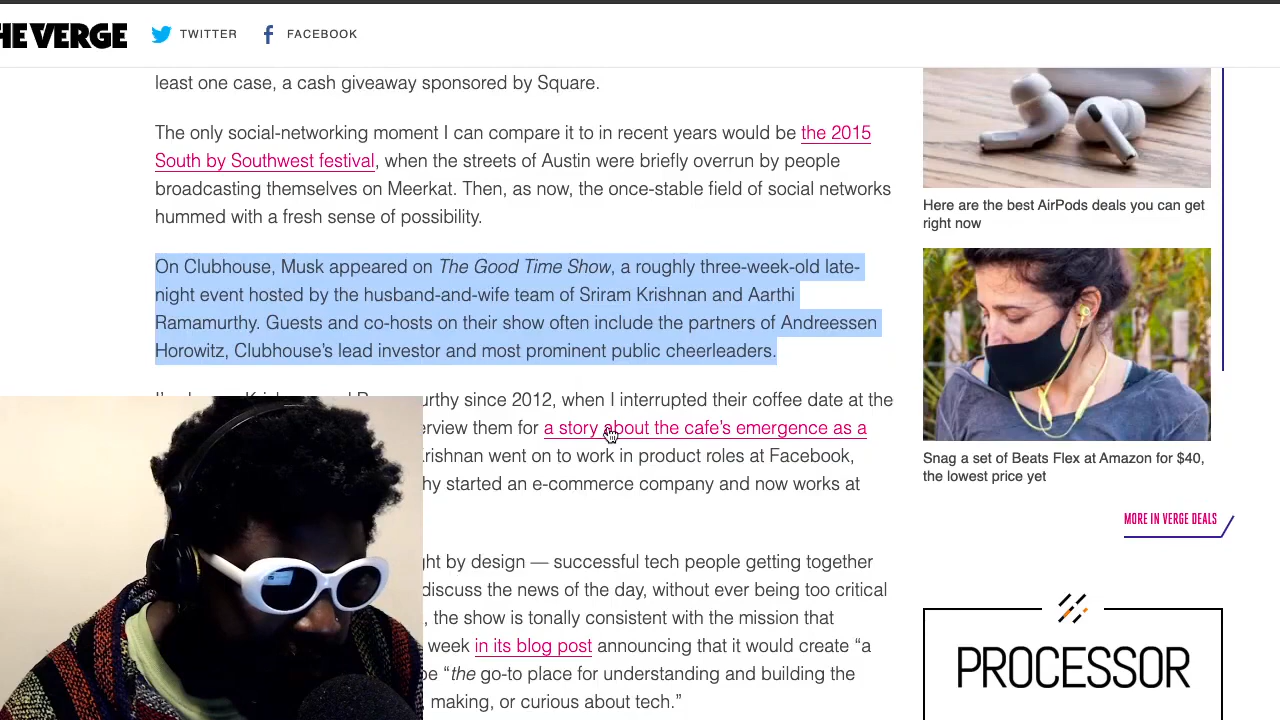 HE VERGE
TWITTER
FACEBOOK
least one case, a cash giveaway sponsored by Square.
The only social-networking moment I can compare it to in recent years would be the 2015
South by Southwest festival, when the streets of Austin were briefly overrun by people
broadcasting themselves on Meerkat. Then, as now, the once-stable field of social networks
hummed with a fresh sense of possibility.
On Clubhouse, Musk appeared on The Good Time Show, a roughly three-week-old late-
night event hosted by the husband-and-wife team of Sriram Krishnan and Aarthi
Ramamurthy. Guests and co-hosts on their show often include the partners of Andreessen
Horowitz, Clubhouse's lead investor and most prominent public cheerleaders.
urthy since 2012, when I interrupted their coffee date at the
erview them for a story about the cafe's emergence as a
rishnan went on to work in product roles at Facebook,
hy started an e-commerce company and now works at
ght by design — successful tech people getting together
discuss the news of the day, without ever being too critical
, the show is tonally consistent with the mission that
week in its blog post announcing that it would create “a
be “the go-to place for understanding and building the
making, or curious about tech.”
Here are the best AirPods deals you can get
right now
Snag a set of Beats Flex at Amazon for $40,
the lowest price yet
MORE IN VERGE DEALS
PROCESSOR